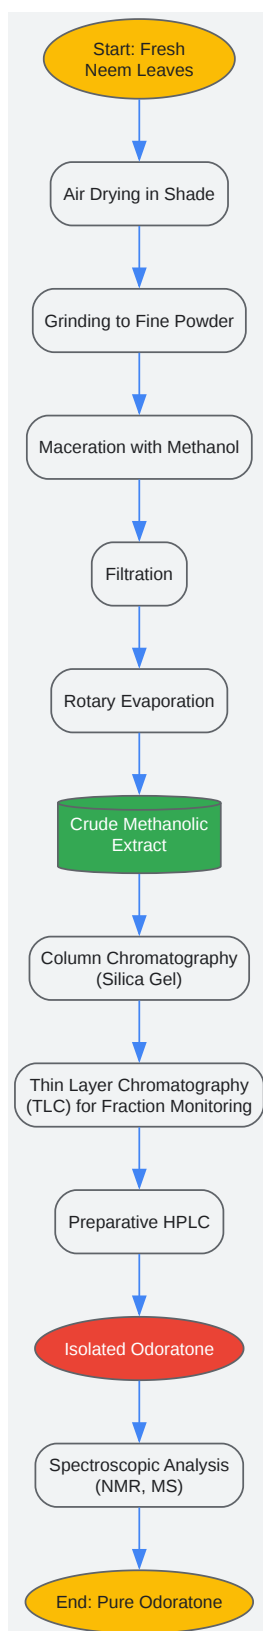 Start: Fresh
Neem Leaves
Air Drying in Shade
Grinding to Fine Powder
Maceration with Methanol
Filtration
Rotary Evaporation
Crude Methanolic
Extract
Column Chromatography
(Silica Gel)
Thin Layer Chromatography
(TLC) for Fraction Monitoring
Preparative HPLC
Isolated Odoratone
Spectroscopic Analysis
(NMR, MS)
End: Pure Odoratone